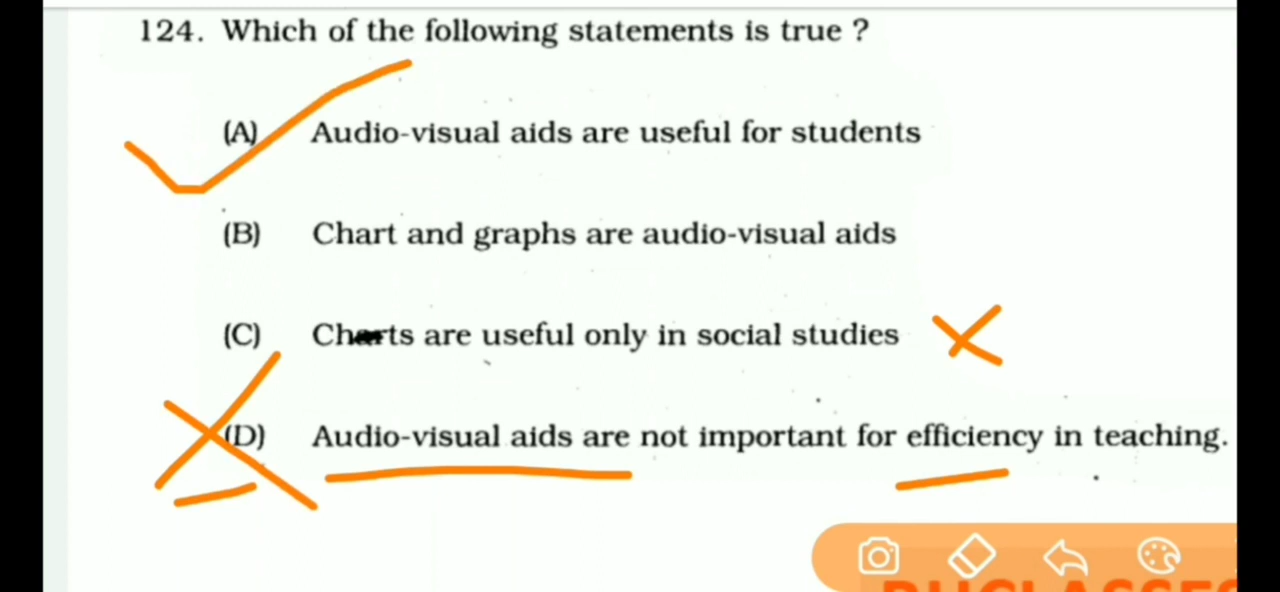 124. Which of the following statements is true ?
(A) Audio-visual aids are useful for students
(B) Chart and graphs are audio-visual aids
(C) Charts are useful only in social studies
(D) Audio-visual aids are not important for efficiency in teaching.